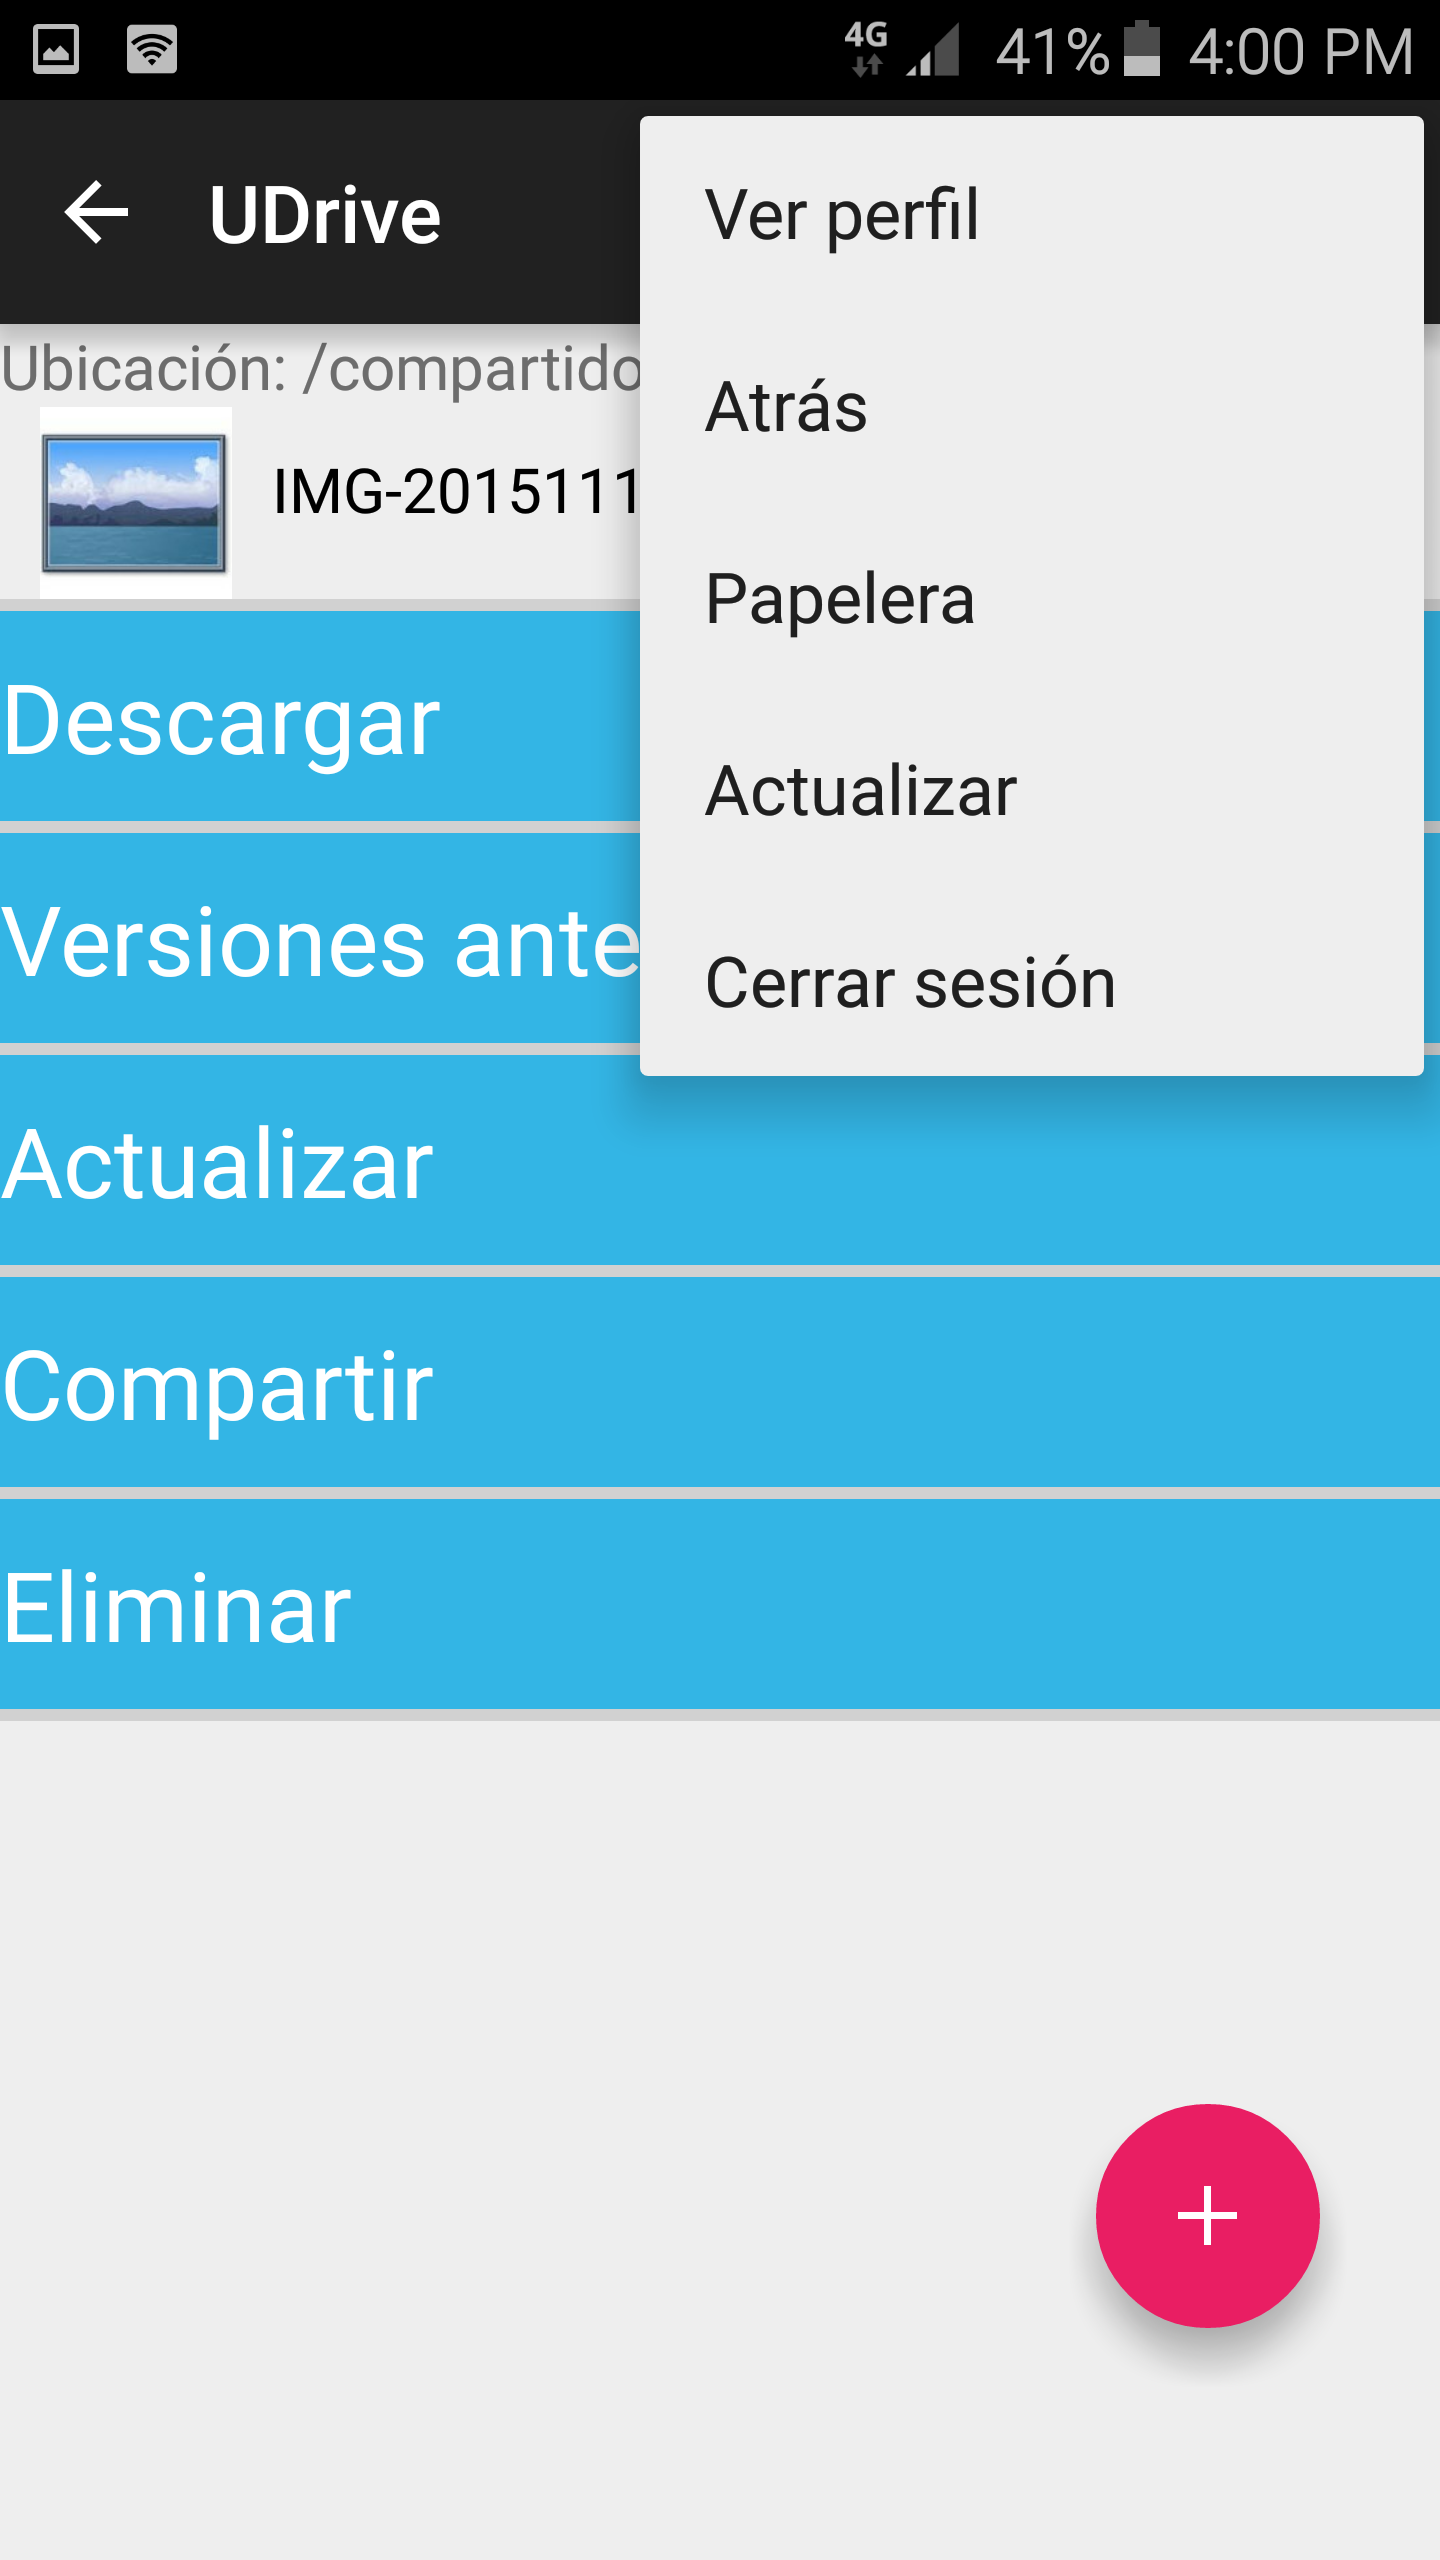 4G 41% 4:00 PM
UDrive
Ver perfil
Atrás
Papelera
Actualizar
Cerrar sesión
Ubicación: /compartido
IMG-2015111
Descargar
Versiones ante
Actualizar
Compartir
Eliminar